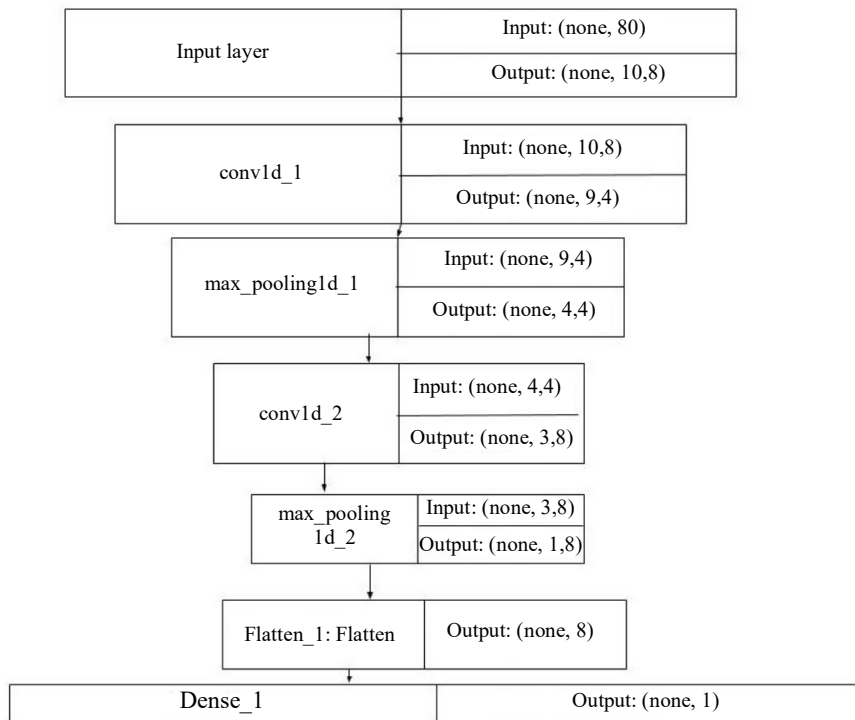 Input layer
Input: (none, 80)
Output: (none, 10,8)
conv1d_1
Input: (none, 10,8)
Output: (none, 9,4)
max_pooling1d_1
Input: (none, 9,4)
Output: (none, 4,4)
conv1d_2
Input: (none, 4,4)
Output: (none, 3,8)
max_pooling
1d_2
Input: (none, 3,8)
Output: (none, 1,8)
Flatten_1: Flatten
Output: (none, 8)
Dense_1
Output: (none, 1)